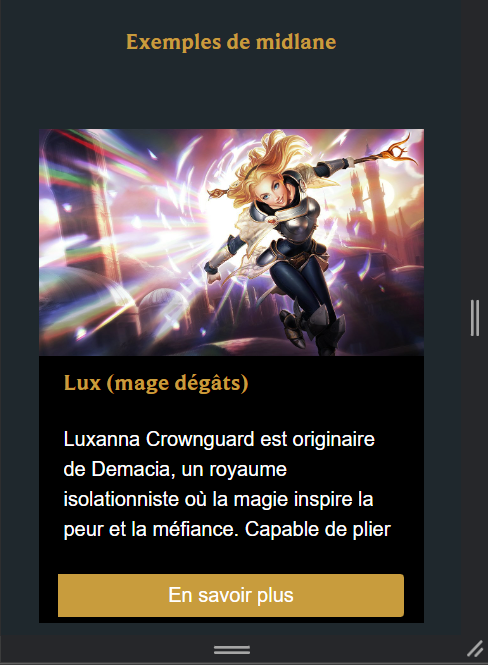 Exemples de midlane
Lux (mage dégâts)
Luxanna Crownguard est originaire
de Demacia, un royaume
isolationniste où la magie inspire la
peur et la méfiance. Capable de plier
En savoir plus